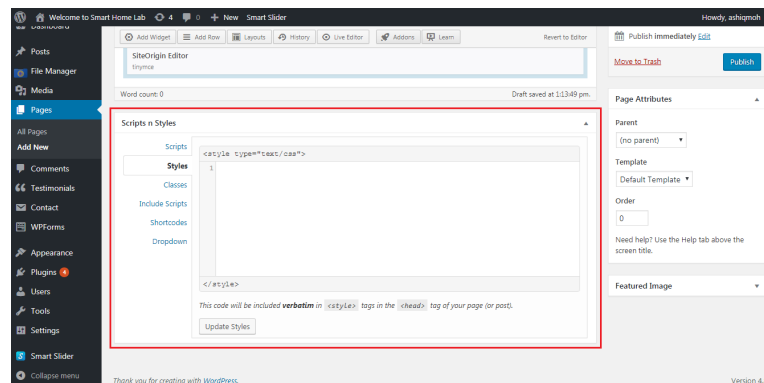 Welcome to Smart Home Lab 4 0 + New Smart Slider Howdy, ashiqmoh
Dashboard
Posts
File Manager
Media
Pages
All Pages
Add New
Comments
Testimonials
Contact
WPForms
Appearance
Plugins 4
Users
Tools
Settings
Smart Slider
Collapse menu
Add Widget Add Row Layouts History Live Editor Addons Learn Revert to Editor
SiteOrigin Editor
tinymce
Word count: 0 Draft saved at 1:13:49 pm.
Scripts n Styles
Scripts
Styles
Classes
Include Scripts
Shortcodes
Dropdown
<style type="text/css">
1
</style>
This code will be included verbatim in <style> tags in the <head> tag of your page (or post).
Update Styles
Thank you for creating with WordPress.
Publish immediately Edit
Move to Trash Publish
Page Attributes
Parent
(no parent)
Template
Default Template
Order
0
Need help? Use the Help tab above the
screen title.
Featured Image
Version 4.